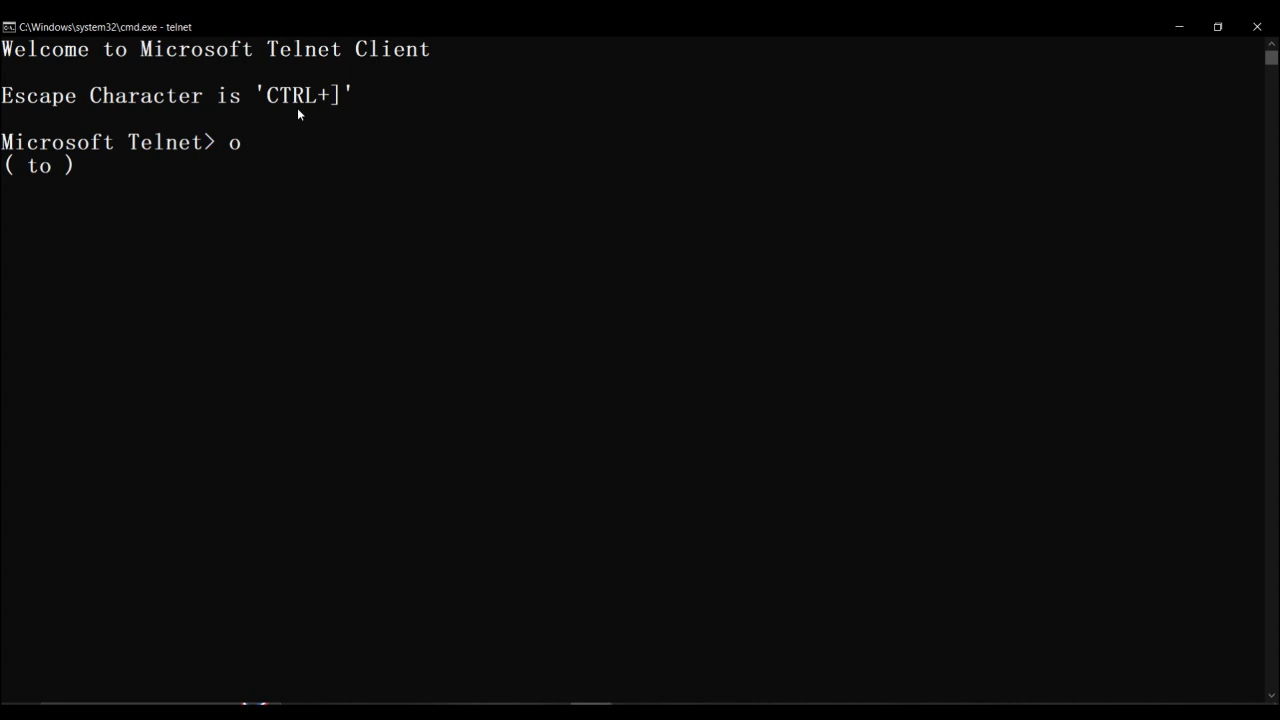 C:\Windows\system32\cmd.exe - telnet
Welcome to Microsoft Telnet Client
Escape Character is 'CTRL+]'
Microsoft Telnet> o
( to )